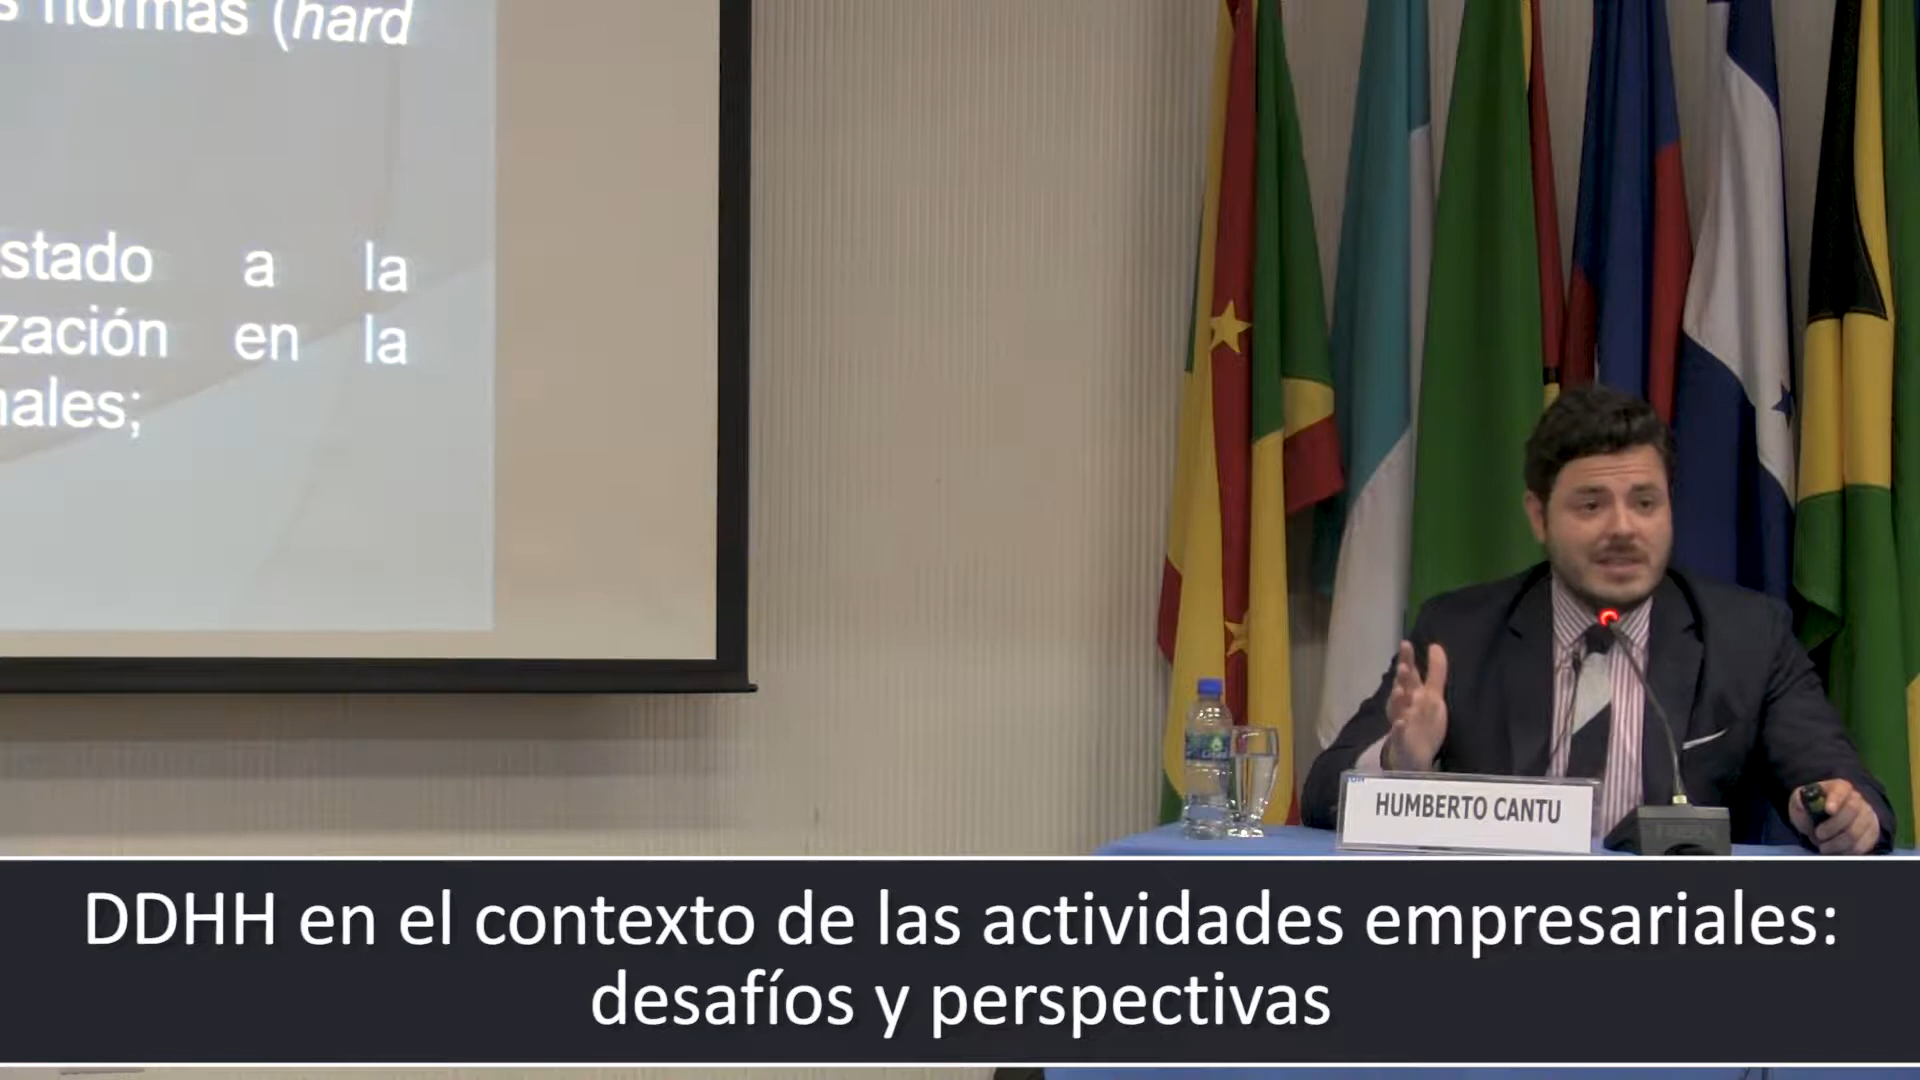 s normas (hard
stado a la
zación en la
nales;
HUMBERTO CANTU
DDHH en el contexto de las actividades empresariales:
desafíos y perspectivas